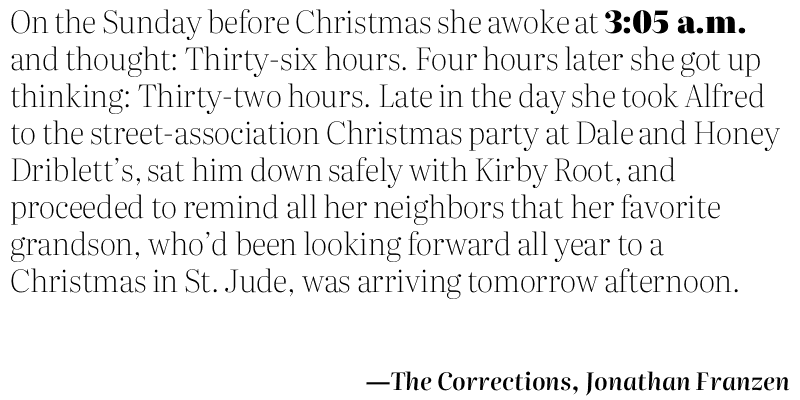 On the Sunday before Christmas she awoke at 3:05 a.m.
and thought: Thirty-six hours. Four hours later she got up
thinking: Thirty-two hours. Late in the day she took Alfred
to the street-association Christmas party at Dale and Honey
Driblett’s, sat him down safely with Kirby Root, and
proceeded to remind all her neighbors that her favorite
grandson, who’d been looking forward all year to a
Christmas in St. Jude, was arriving tomorrow afternoon.
—The Corrections, Jonathan Franzen